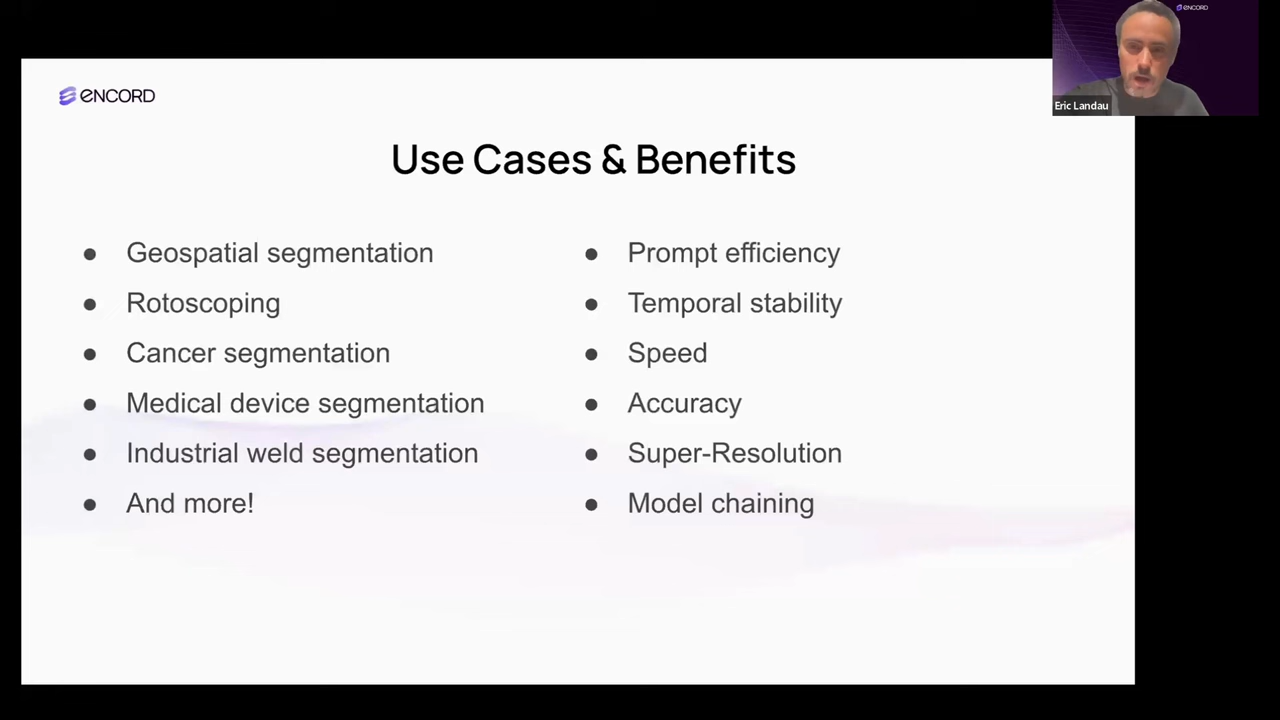 ENCORD
Eric Landau
ENCORD
Use Cases & Benefits
● Geospatial segmentation
● Rotoscoping
● Cancer segmentation
● Medical device segmentation
● Industrial weld segmentation
● And more!
● Prompt efficiency
● Temporal stability
● Speed
● Accuracy
● Super-Resolution
● Model chaining